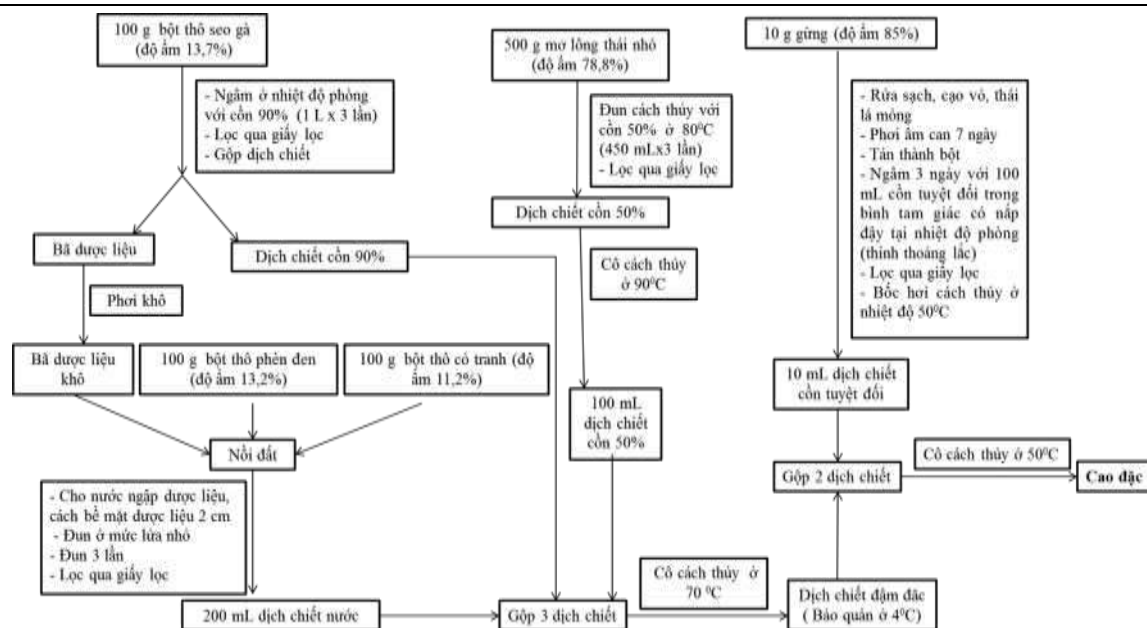 100 g bột thô seo gà
(độ ẩm 13,7%)
500 g mơ lông thái nhỏ
(độ ẩm 78,8%)
10 g gừng (độ ẩm 85%)
- Ngâm ở nhiệt độ phòng
với cồn 90% (1 L x 3 lần)
- Lọc qua giấy lọc
- Gộp dịch chiết
Đun cách thủy với
cồn 50% ở 80⁰C
(450 mLx3 lần)
- Lọc qua giấy lọc
- Rửa sạch, cạo vỏ, thái
lá mỏng
- Phơi âm can 7 ngày
- Tán thành bột
- Ngâm 3 ngày với 100
mL cồn tuyệt đối trong
bình tam giác có nắp
đậy tại nhiệt độ phòng
(thỉnh thoảng lắc)
- Lọc qua giấy lọc
- Bốc hơi cách thủy ở
nhiệt độ 50⁰C
Dịch chiết cồn 50%
Bã dược liệu
Dịch chiết cồn 90%
Cô cách thủy
ở 90⁰C
Phơi khô
Bã dược liệu
khô
100 g bột thô phèn đen
(độ ẩm 13,2%)
100 g bột thô cỏ tranh (độ
ẩm 11,2%)
10 mL dịch chiết
cồn tuyệt đối
100 mL
dịch chiết
cồn 50%
Nồi đất
Gộp 2 dịch chiết
Cô cách thủy ở 50⁰C
Cao đặc
- Cho nước ngập dược liệu,
cách bề mặt dược liệu 2 cm
- Đun ở mức lửa nhỏ
- Đun 3 lần
- Lọc qua giấy lọc
Cô cách thủy ở
70 ⁰C
200 mL dịch chiết nước
Gộp 3 dịch chiết
Dịch chiết đậm đặc
( Bảo quản ở 4⁰C)